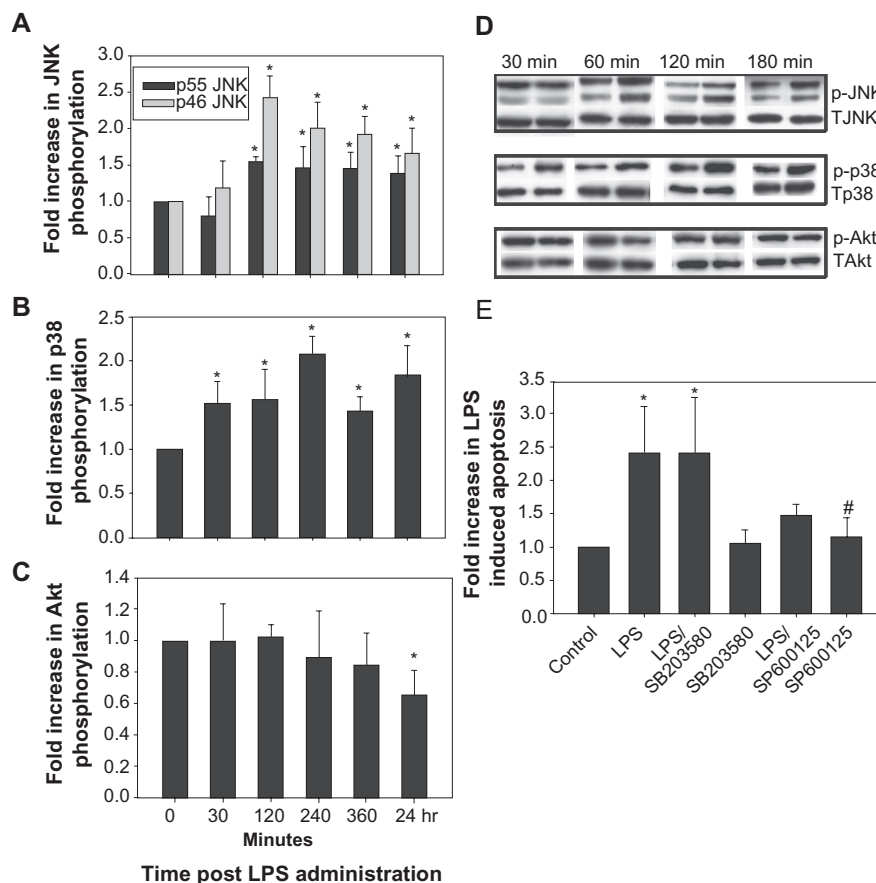 A
Fold increase in JNK
phosphorylation
3.0
2.5
2.0
1.5
1.0
0.5
0.0
p55 JNK
p46 JNK
*
*
*
*
*
*
*
*
B
Fold increase in p38
phosphorylation
2.5
2.0
1.5
1.0
0.5
0.0
*
*
*
*
*
C
Fold increase in Akt
phosphorylation
1.4
1.2
1.0
0.8
0.6
0.4
0.2
0.0
*
0 30 120 240 360 24 hr
Minutes
Time post LPS administration
D
30 min 60 min 120 min 180 min
p-JNK
TJNK
p-p38
Tp38
p-Akt
TAkt
E
Fold increase in LPS
induced apoptosis
3.5
3.0
2.5
2.0
1.5
1.0
0.5
0.0
*
*
#
Control
LPS
LPS/
SB203580
SB203580
LPS/
SP600125
SP600125